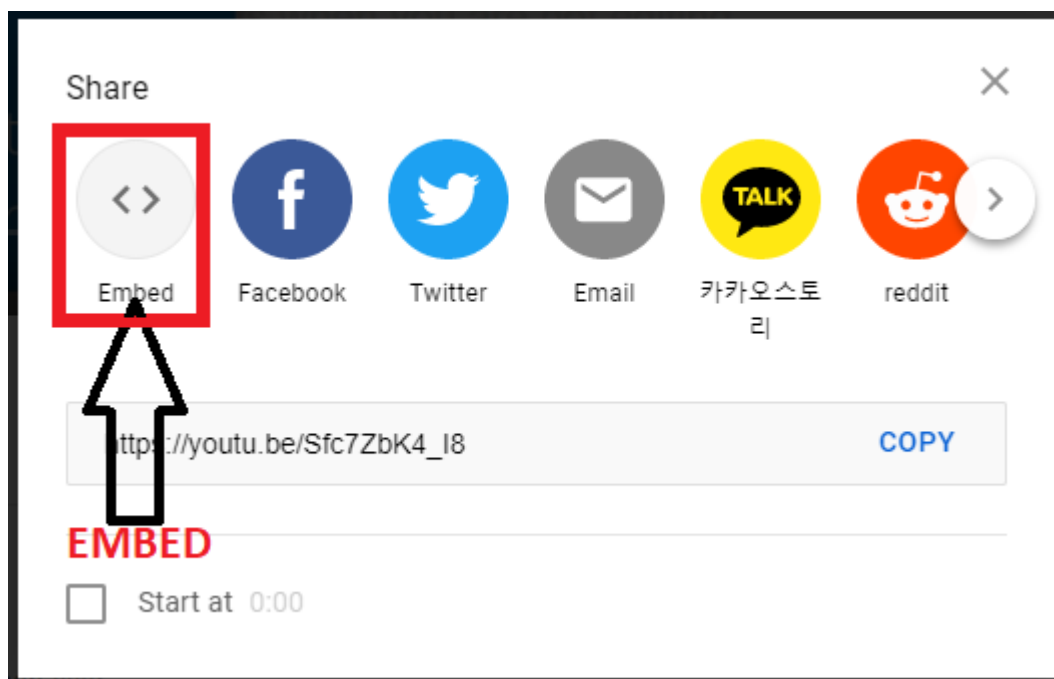 Share
TALK
Embed
Facebook
Twitter
Email
카카오스토
리
reddit
https://youtu.be/Sfc7ZbK4_I8
COPY
EMBED
Start at 0:00